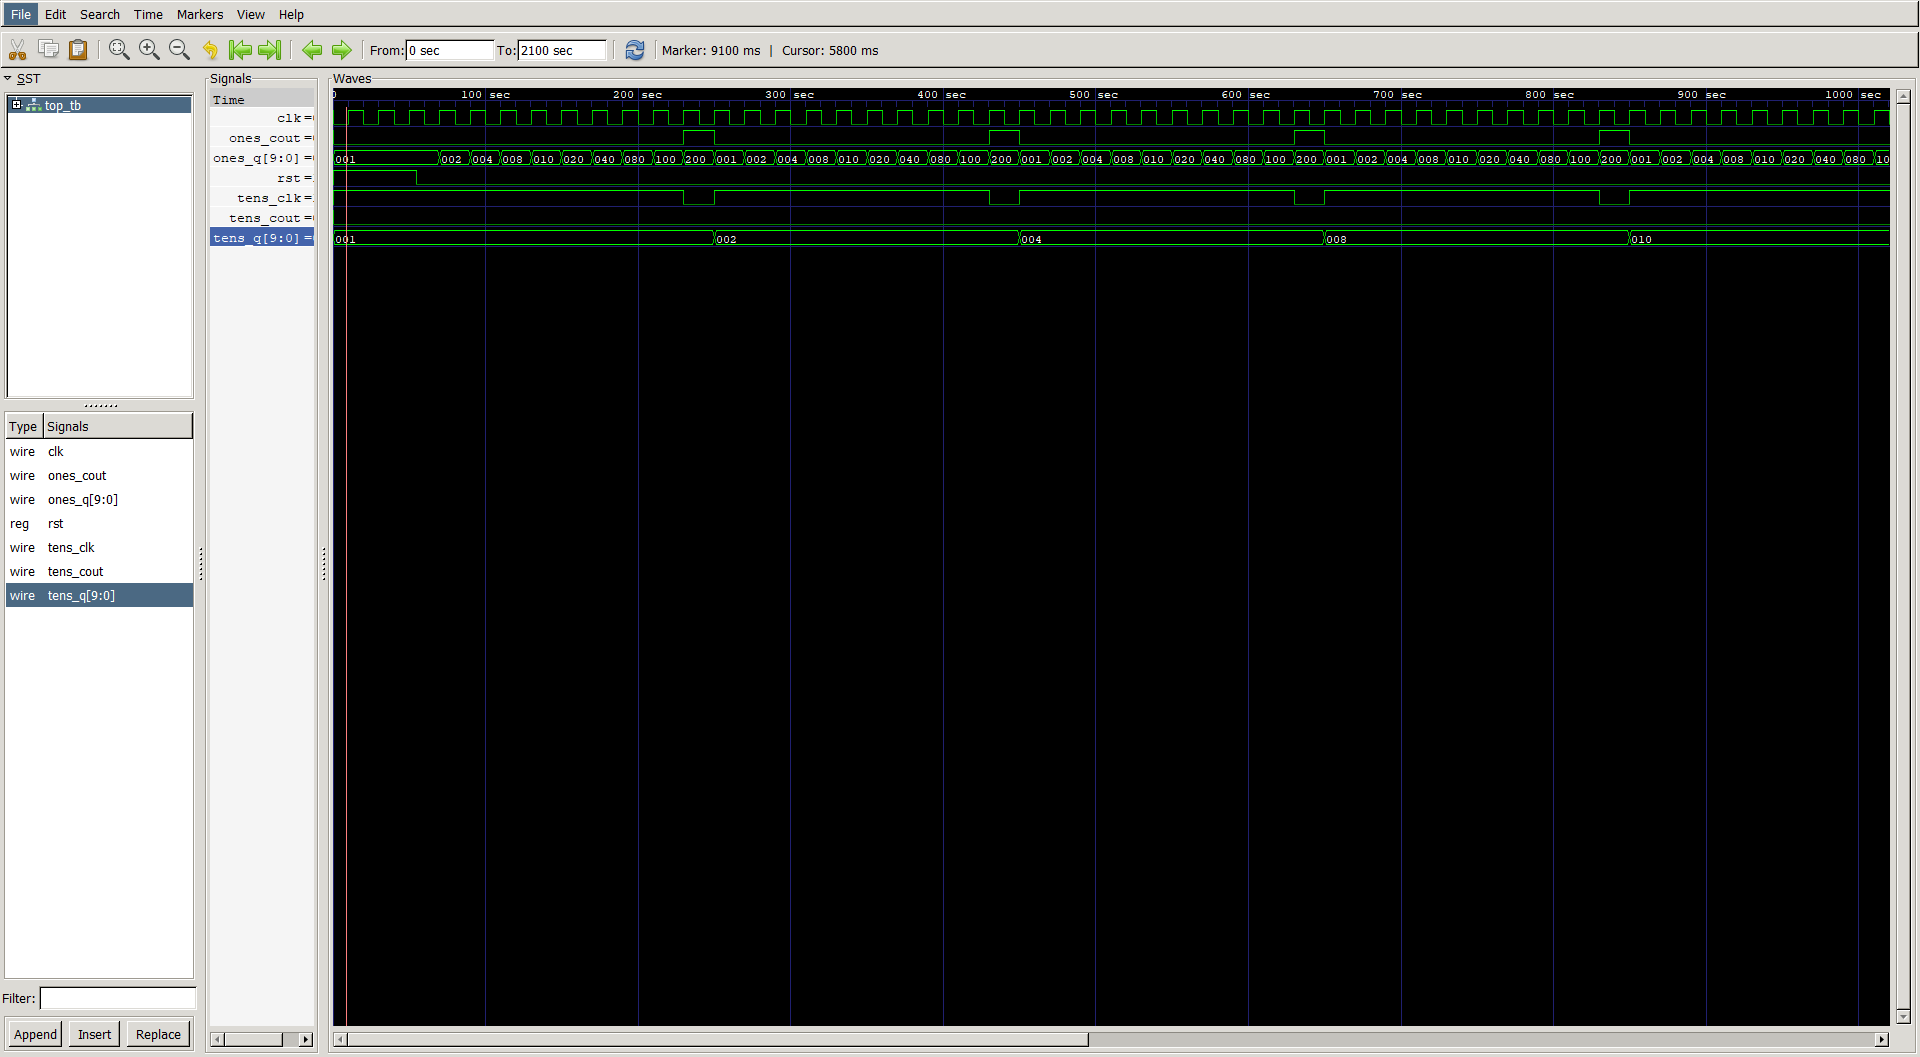 File Edit Search Time Markers View Help
From: 0 sec To: 2100 sec Marker: 9100 ms | Cursor: 5800 ms
SST
top_tb
Type Signals
wire clk
wire ones_cout
wire ones_q[9:0]
reg rst
wire tens_clk
wire tens_cout
wire tens_q[9:0]
Filter:
Append Insert Replace
Signals
Time
clk =
ones_cout =
ones_q[9:0] =
rst =
tens_clk =
tens_cout =
tens_q[9:0] =
Waves
0 100 sec 200 sec 300 sec 400 sec 500 sec 600 sec 700 sec 800 sec 900 sec 1000 sec
001 002 004 008 010 020 040 080 100 200 001 002 004 008 010 020 040 080 100 200 001 002 004 008 010 020 040 080 100 200 001 002 004 008 010 020 040 080 100 200 001 002 004 008 010 020 040 080 10
001 002 004 008 010